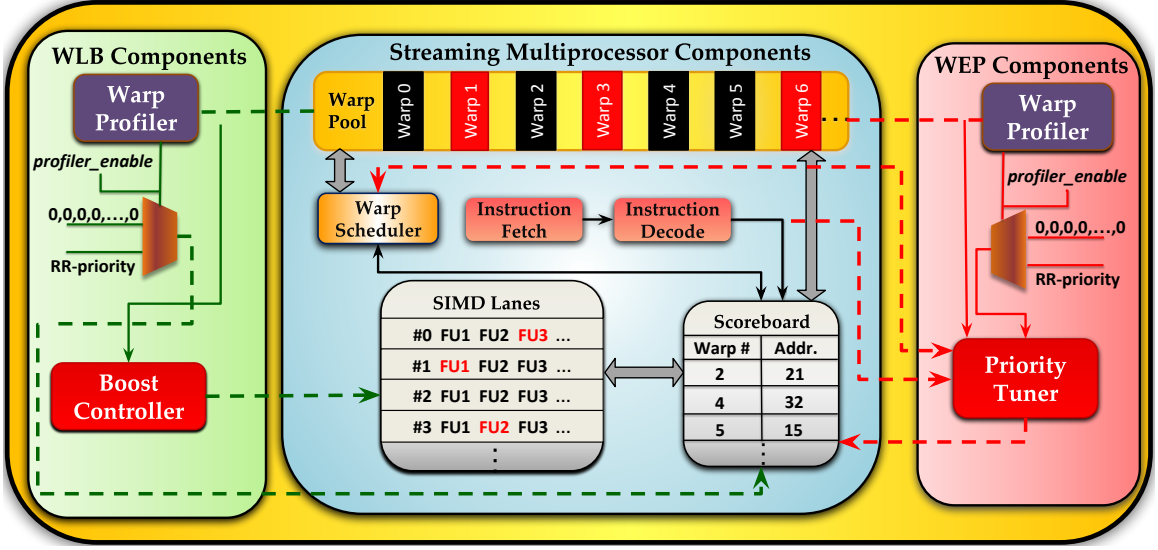 WLB Components
Warp
Profiler
profiler_enable
0,0,0,0,...,0
RR-priority
Boost
Controller
Streaming Multiprocessor Components
Warp
Pool
Warp 0
Warp 1
Warp 2
Warp 3
Warp 4
Warp 5
Warp 6
...
Warp
Scheduler
Instruction
Fetch
Instruction
Decode
SIMD Lanes
#0 FU1 FU2 FU3 ...
#1 FU1 FU2 FU3 ...
#2 FU1 FU2 FU3 ...
#3 FU1 FU2 FU3 ...
⋮
Scoreboard
Warp # Addr.
2 21
4 32
5 15
⋮
WEP Components
Warp
Profiler
profiler_enable
0,0,0,0,...,0
RR-priority
Priority
Tuner